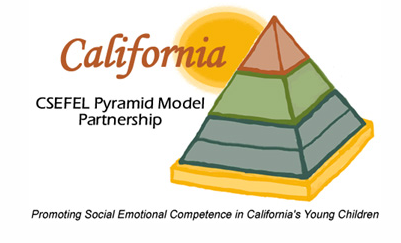 California
CSEFEL Pyramid Model
Partnership
Promoting Social Emotional Competence in California's Young Children